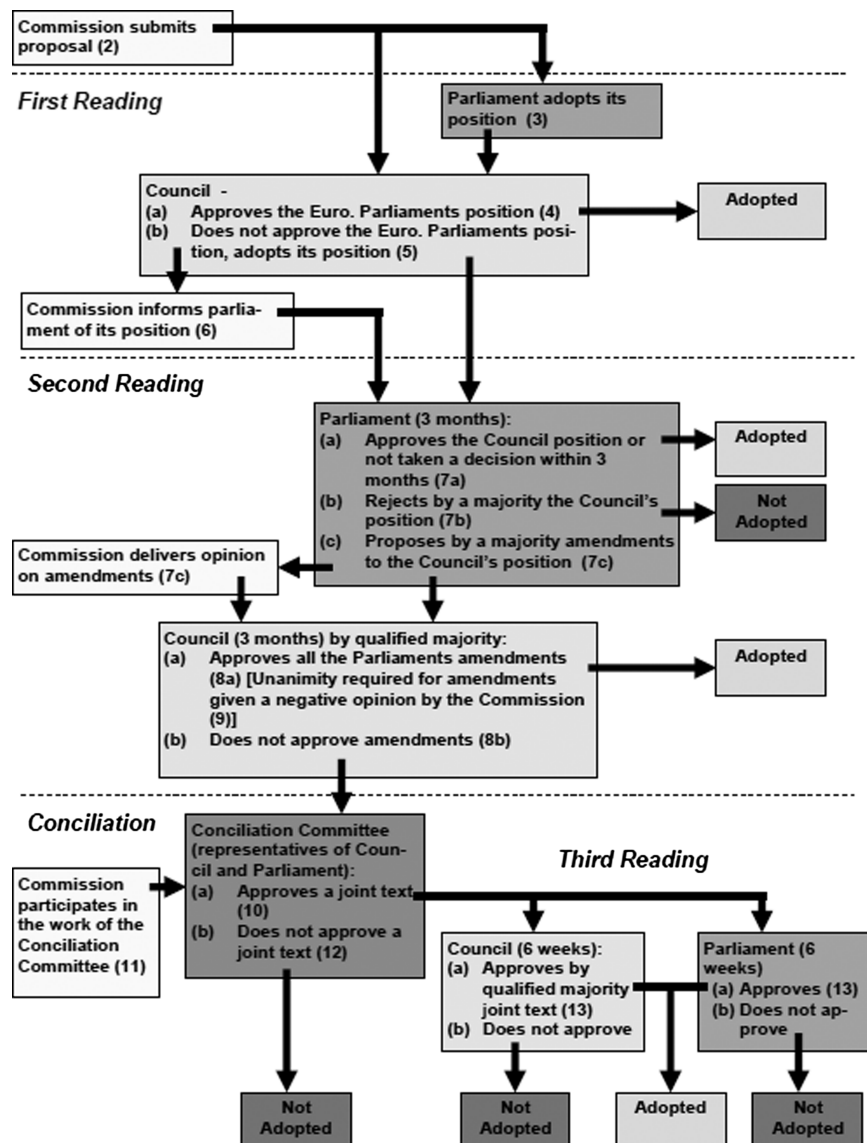 Commission submits
proposal (2)
First Reading
Parliament adopts its
position (3)
Council -
(a) Approves the Euro. Parliaments position (4)
(b) Does not approve the Euro. Parliaments posi-
tion, adopts its position (5)
Adopted
Commission informs parlia-
ment of its position (6)
Second Reading
Parliament (3 months):
(a) Approves the Council position or
not taken a decision within 3
months (7a)
(b) Rejects by a majority the Council's
position (7b)
(c) Proposes by a majority amendments
to the Council's position (7c)
Adopted
Not
Adopted
Commission delivers opinion
on amendments (7c)
Council (3 months) by qualified majority:
(a) Approves all the Parliaments amendments
(8a) [Unanimity required for amendments
given a negative opinion by the Commission
(9)]
(b) Does not approve amendments (8b)
Adopted
Conciliation
Conciliation Committee
(representatives of Coun-
cil and Parliament):
(a) Approves a joint text
(10)
(b) Does not approve a
joint text (12)
Commission
participates in
the work of the
Conciliation
Committee (11)
Third Reading
Council (6 weeks):
(a) Approves by
qualified majority
joint text (13)
(b) Does not approve
Parliament (6
weeks)
(a) Approves (13)
(b) Does not ap-
prove
Not
Adopted
Not
Adopted
Adopted
Not
Adopted